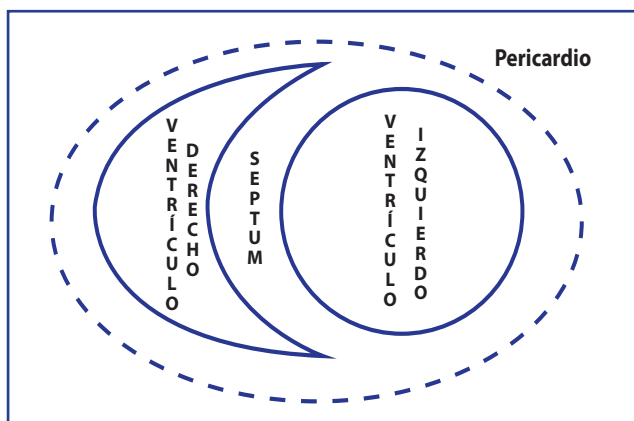 Pericardio
VENTRÍCULO
DERECHO
SEPTUM
VENTRÍCULO
IZQUIERDO